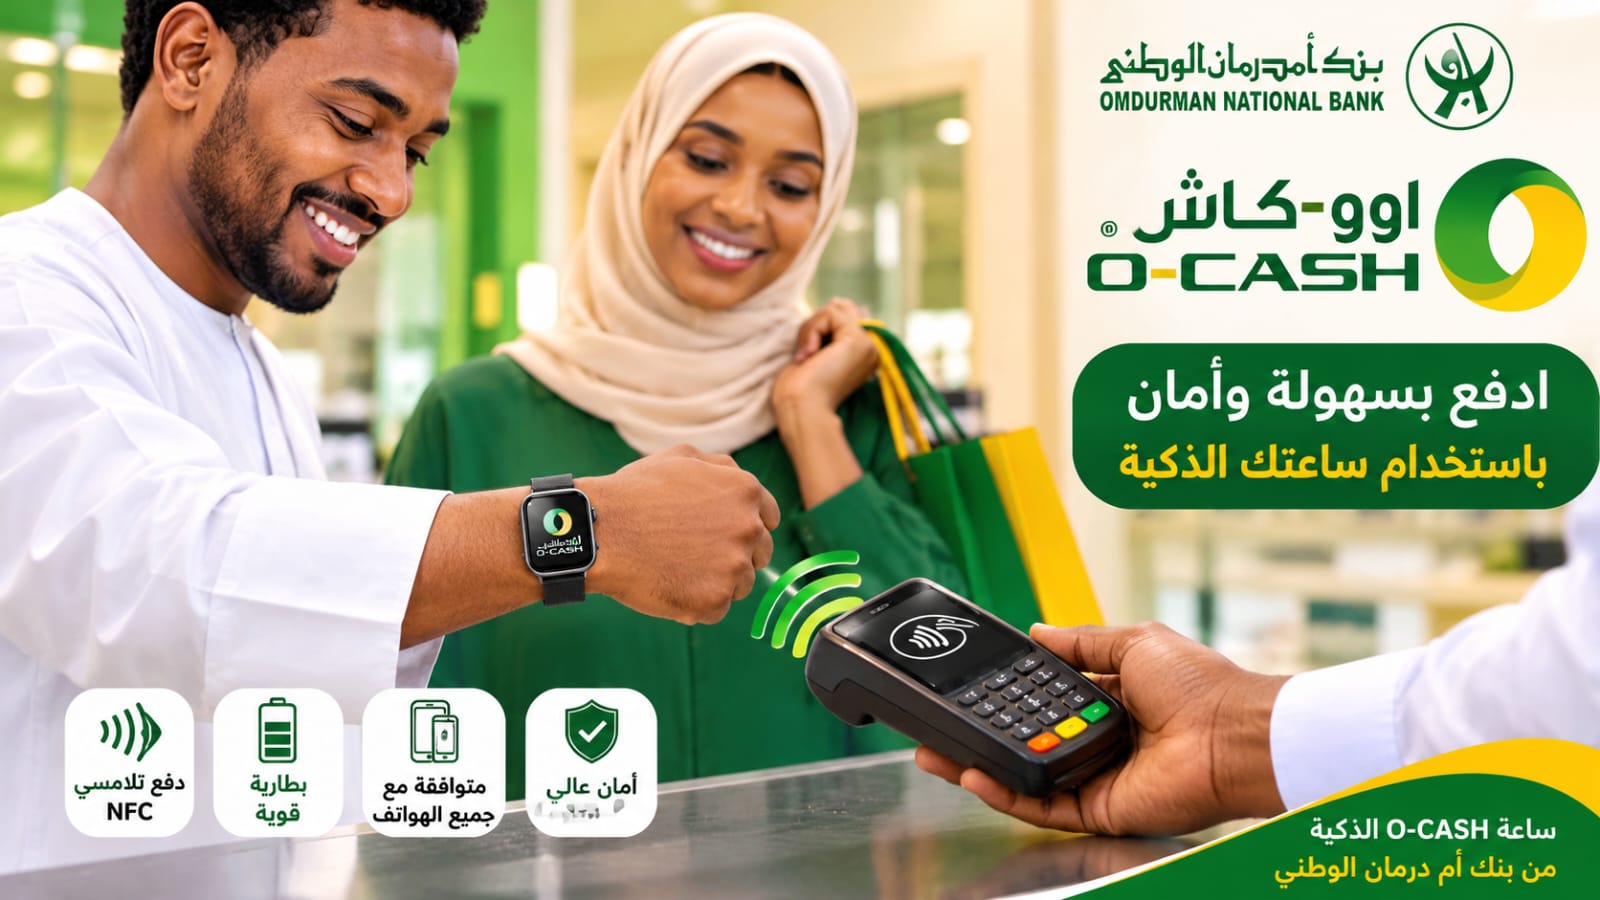 بنك أمدرمان الوطني
OMDURMAN NATIONAL BANK
اوو-كاش ®
O-CASH
ادفع بسهولة وأمان
باستخدام ساعتك الذكية
O-CASH
دفع تلامسي
NFC
بطارية
قوية
متوافقة مع
جميع الهواتف
أمان عالي
ساعة O-CASH الذكية
من بنك أم درمان الوطني